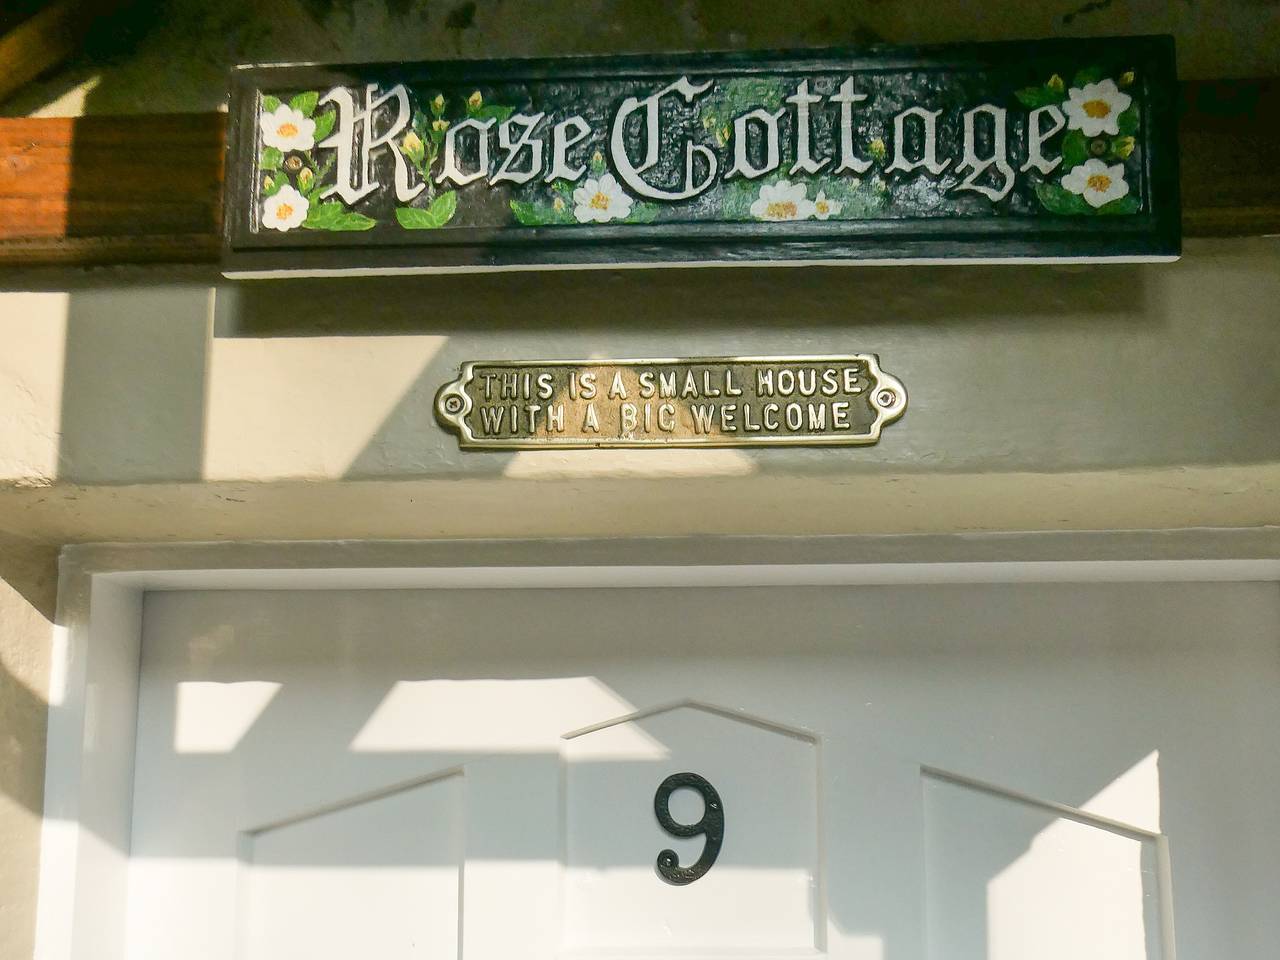 Rose Cottage
THIS IS A SMALL HOUSE
WITH A BIG WELCOME
9